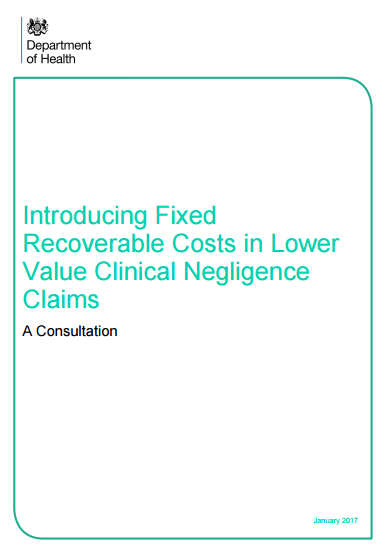 Department
of Health
Introducing Fixed
Recoverable Costs in Lower
Value Clinical Negligence
Claims
A Consultation
January 2017